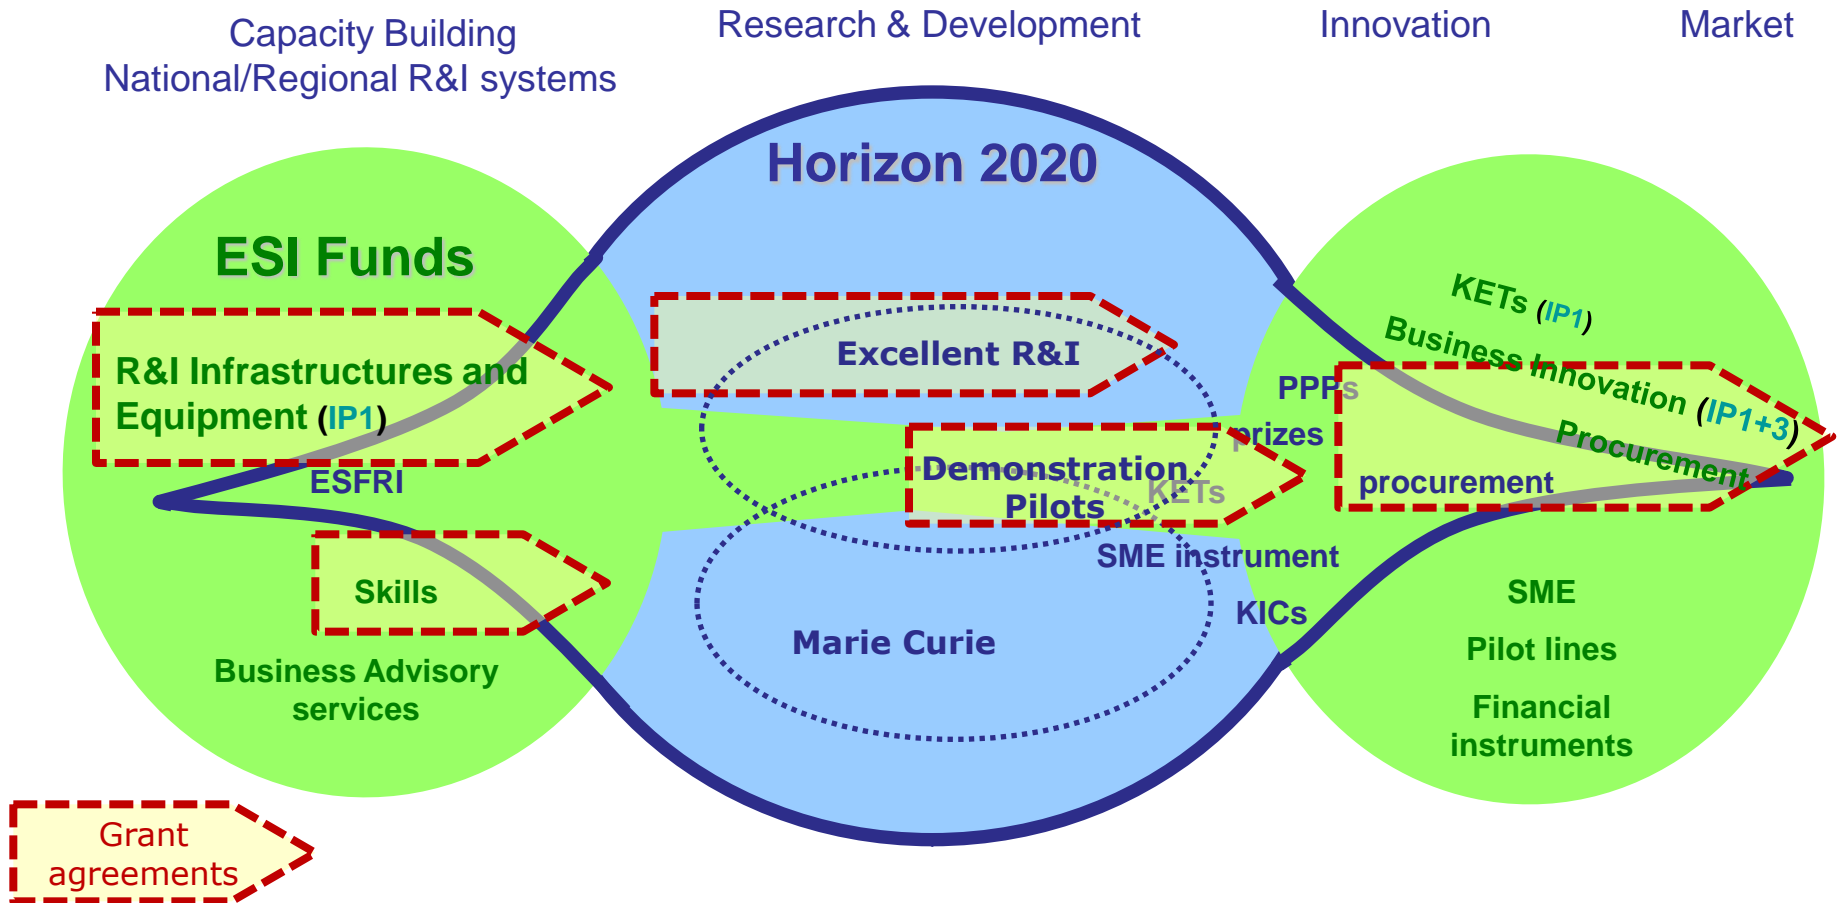 Capacity Building
National/Regional R&I systems
Research & Development
Innovation
Market
Horizon 2020
ESI Funds
R&I Infrastructures and
Equipment (IP1)
ESFRI
Skills
Business Advisory
services
Excellent R&I
Demonstration
Pilots
KETs
Marie Curie
PPPs
prizes
SME instrument
KICs
KETs (IP1)
Business Innovation (IP1+3)
Procurement
procurement
SME
Pilot lines
Financial
instruments
Grant
agreements